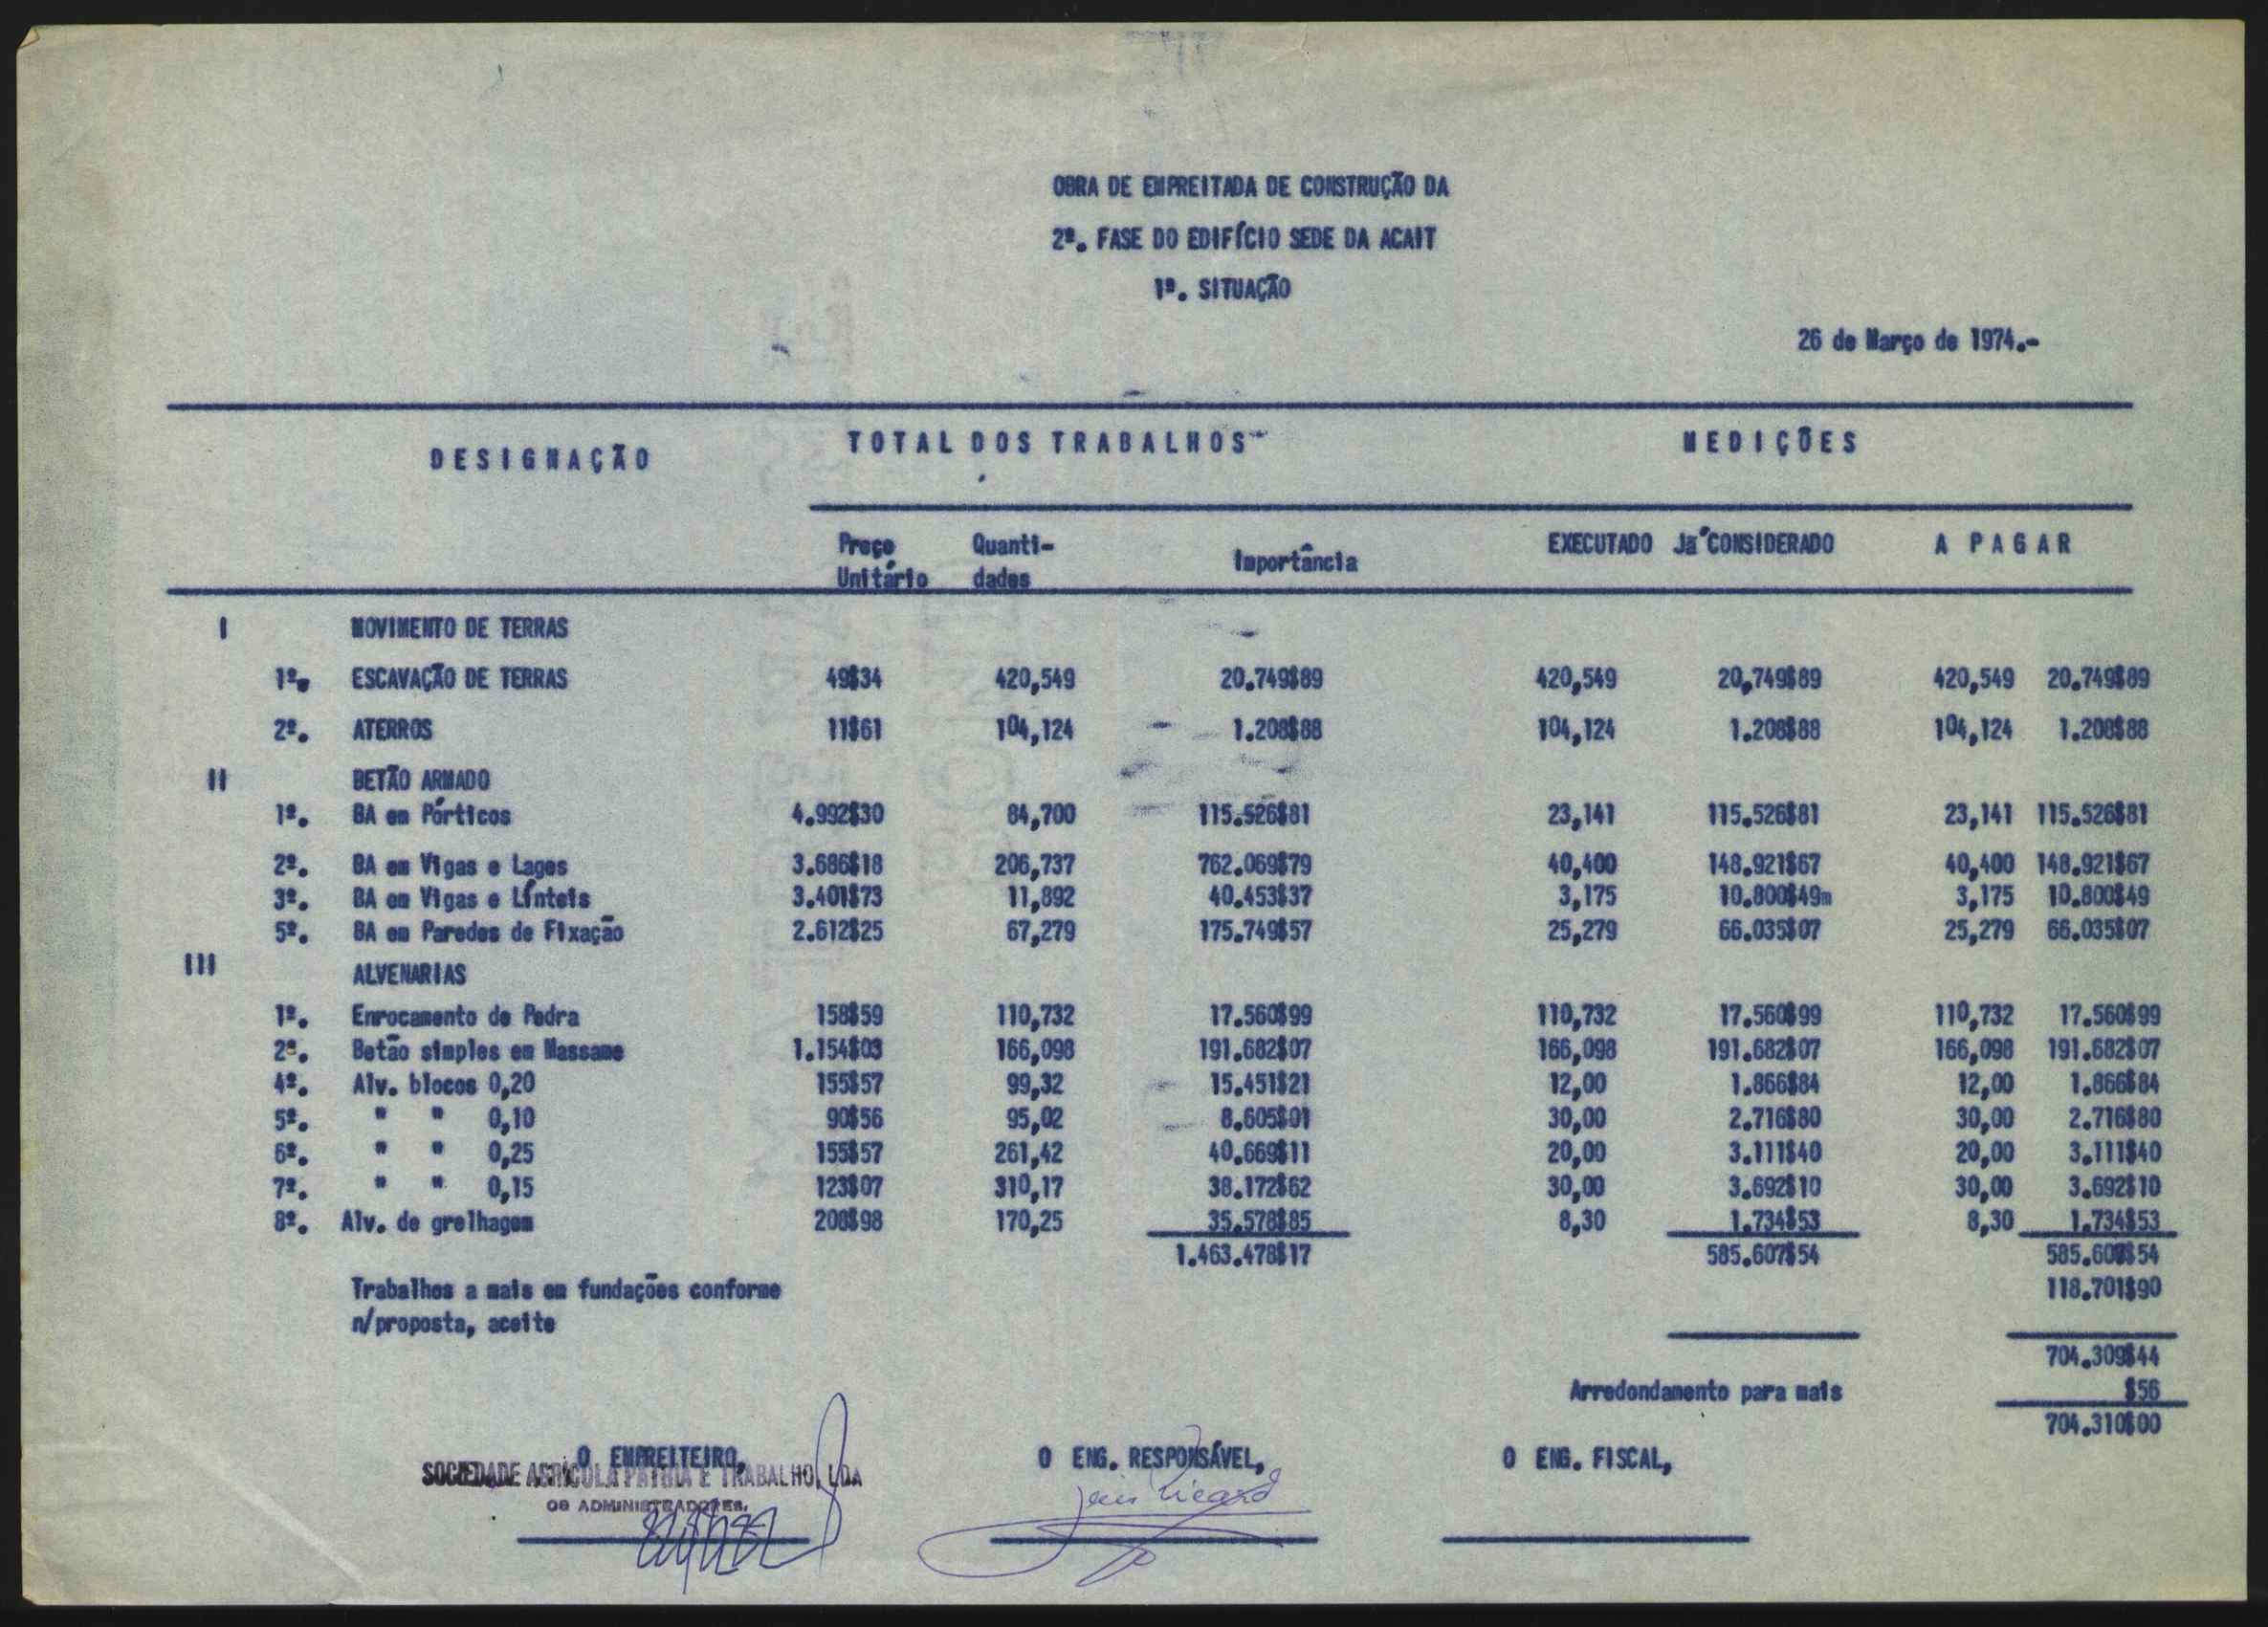 OBRA DE EMPREITADA DE CONSTRUÇÃO DA
2ª. FASE DO EDIFÍCIO SEDE DA ACAIT
1ª. SITUAÇÃO
26 de Março de 1974.-
DESIGNAÇÃO TOTAL DOS TRABALHOS MEDIÇÕES
Preço Unitário Quanti-dades Importância EXECUTADO Já CONSIDERADO A PAGAR
I MOVIMENTO DE TERRAS
1º. ESCAVAÇÃO DE TERRAS 49$34 420,549 20.749$89 420,549 20.749$89 420,549 20.749$89
2º. ATERROS 11$61 104,124 1.208$88 104,124 1.208$88 104,124 1.208$88
II BETÃO ARMADO
1º. BA em Pórticos 4.992$30 84,700 115.526$81 23,141 115.526$81 23,141 115.526$81
2º. BA em Vigas e Lages 3.686$18 206,737 762.069$79 40,400 148.921$67 40,400 148.921$67
3º. BA em Vigas e Línteis 3.401$73 11,892 40.453$37 3,175 10.800$49m 3,175 10.800$49
5º. BA em Paredes de Fixação 2.612$25 67,279 175.749$57 25,279 66.035$07 25,279 66.035$07
III ALVENARIAS
1º. Enrocamento de Pedra 158$59 110,732 17.560$99 110,732 17.560$99 110,732 17.560$99
2º. Betão simples em Massame 1.154$03 166,098 191.682$07 166,098 191.682$07 166,098 191.682$07
4º. Alv. blocos 0,20 155$57 99,32 15.451$21 12,00 1.866$84 12,00 1.866$84
5º. " " 0,10 90$56 95,02 8.605$01 30,00 2.716$80 30,00 2.716$80
6º. " " 0,25 155$57 261,42 40.669$11 20,00 3.111$40 20,00 3.111$40
7º. " " 0,15 123$07 310,17 38.172$62 30,00 3.692$10 30,00 3.692$10
8º. Alv. de grelhagem 208$98 170,25 35.578$85 8,30 1.734$53 8,30 1.734$53
1.463.478$17 585.607$54 585.607$54
Trabalhos a mais em fundações conforme 118.701$90
n/proposta, aceite
704.309$44
Arredondamento para mais $56
704.310$00
O EMPREITEIRO, O ENG. RESPONSÁVEL, O ENG. FISCAL,
SOCIEDADE AGRICOLA PATRIA E TRABALHO, LDA
OS ADMINISTRADORES,